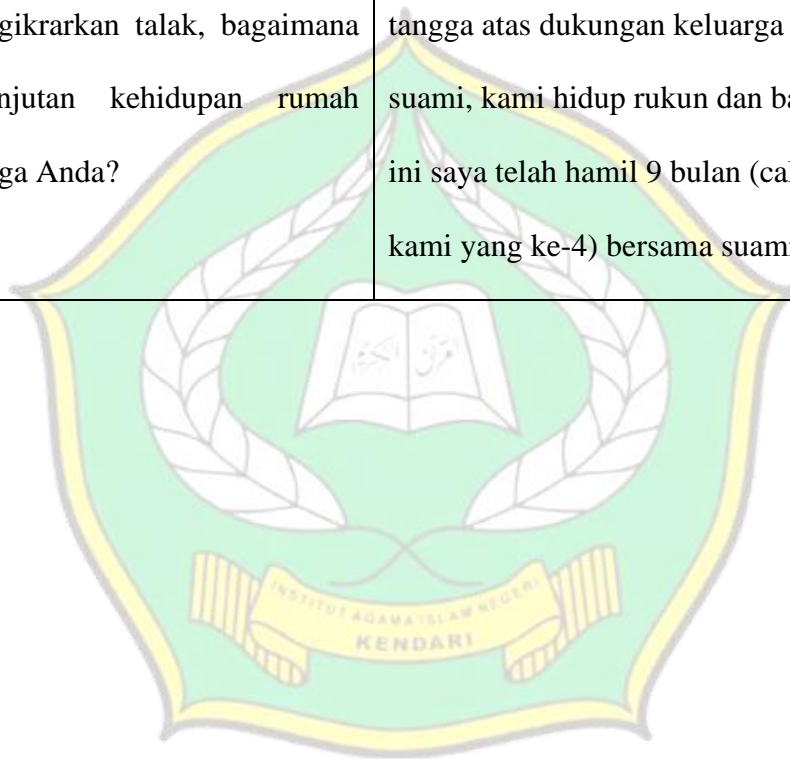 gikrarkan talak, bagaimana
njutan kehidupan rumah
ga Anda?
tangga atas dukungan keluarga
suami, kami hidup rukun dan ba
ini saya telah hamil 9 bulan (cal
kami yang ke-4) bersama suami
INSTITUT AGAMA ISLAM NEGERI
KENDARI